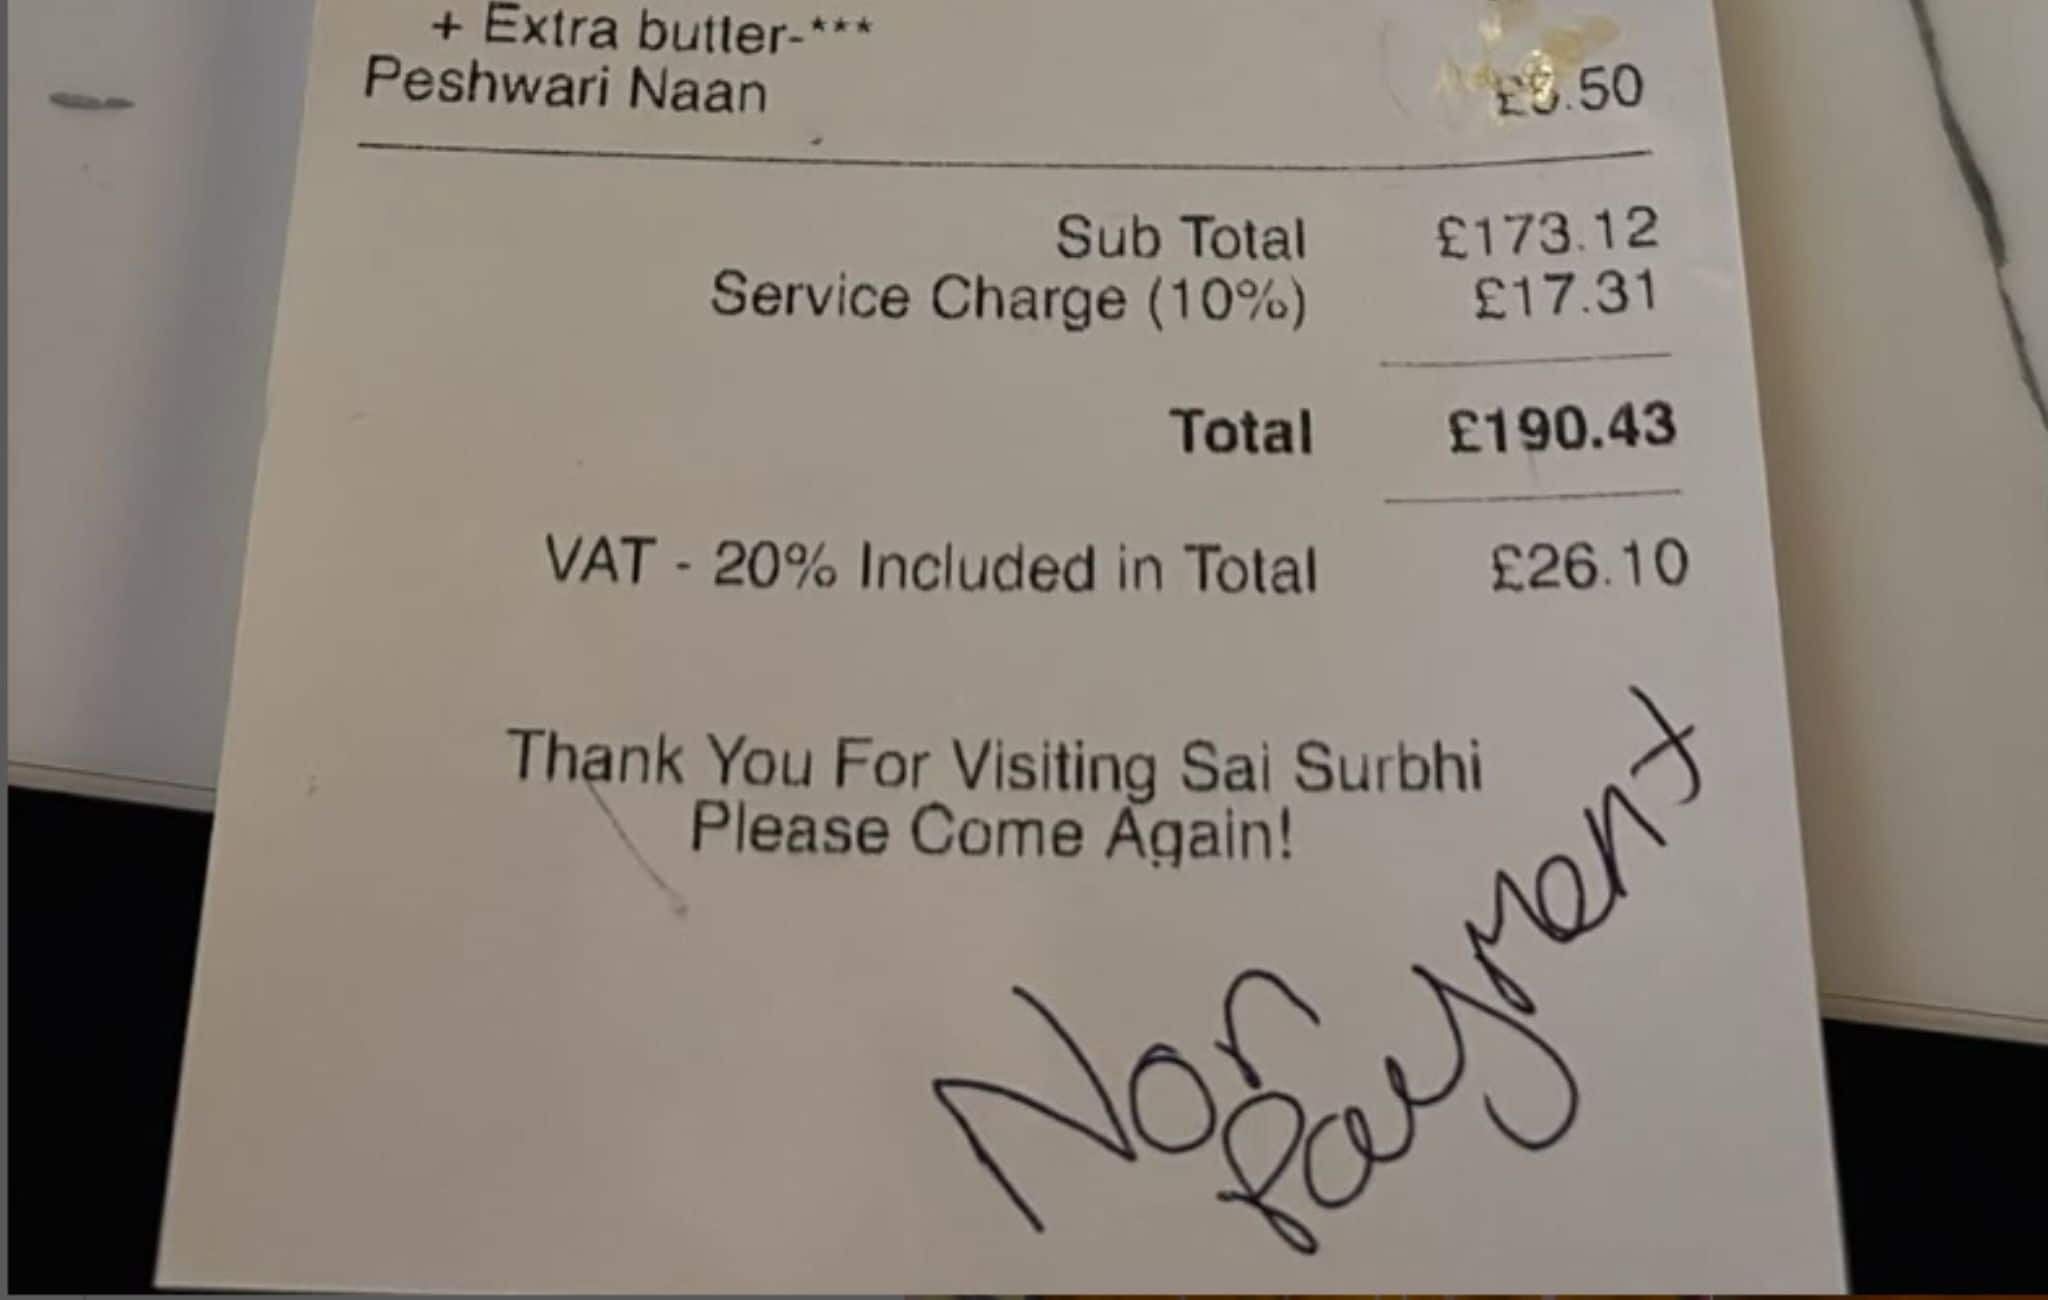 + Extra butter-***
Peshwari Naan .50
Sub Total £173.12
Service Charge (10%) £17.31
Total £190.43
VAT - 20% Included in Total £26.10
Thank You For Visiting Sai Surbhi
Please Come Again!
Non
Payment